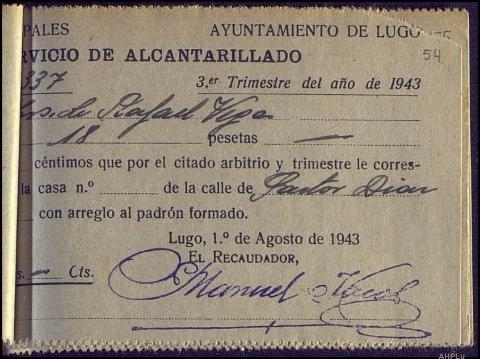 PALES AYUNTAMIENTO DE LUGO
54
RVICIO DE ALCANTARILLADO
337 3.er Trimestre del año de 1943
de Rafael Vega
18 pesetas —
céntimos que por el citado arbitrio y trimestre le corres-
la casa n.º de la calle de Pastor Diaz
con arreglo al padrón formado.
Lugo, 1.º de Agosto de 1943
EL RECAUDADOR,
s. — Cts.
Manuel
AHPLu